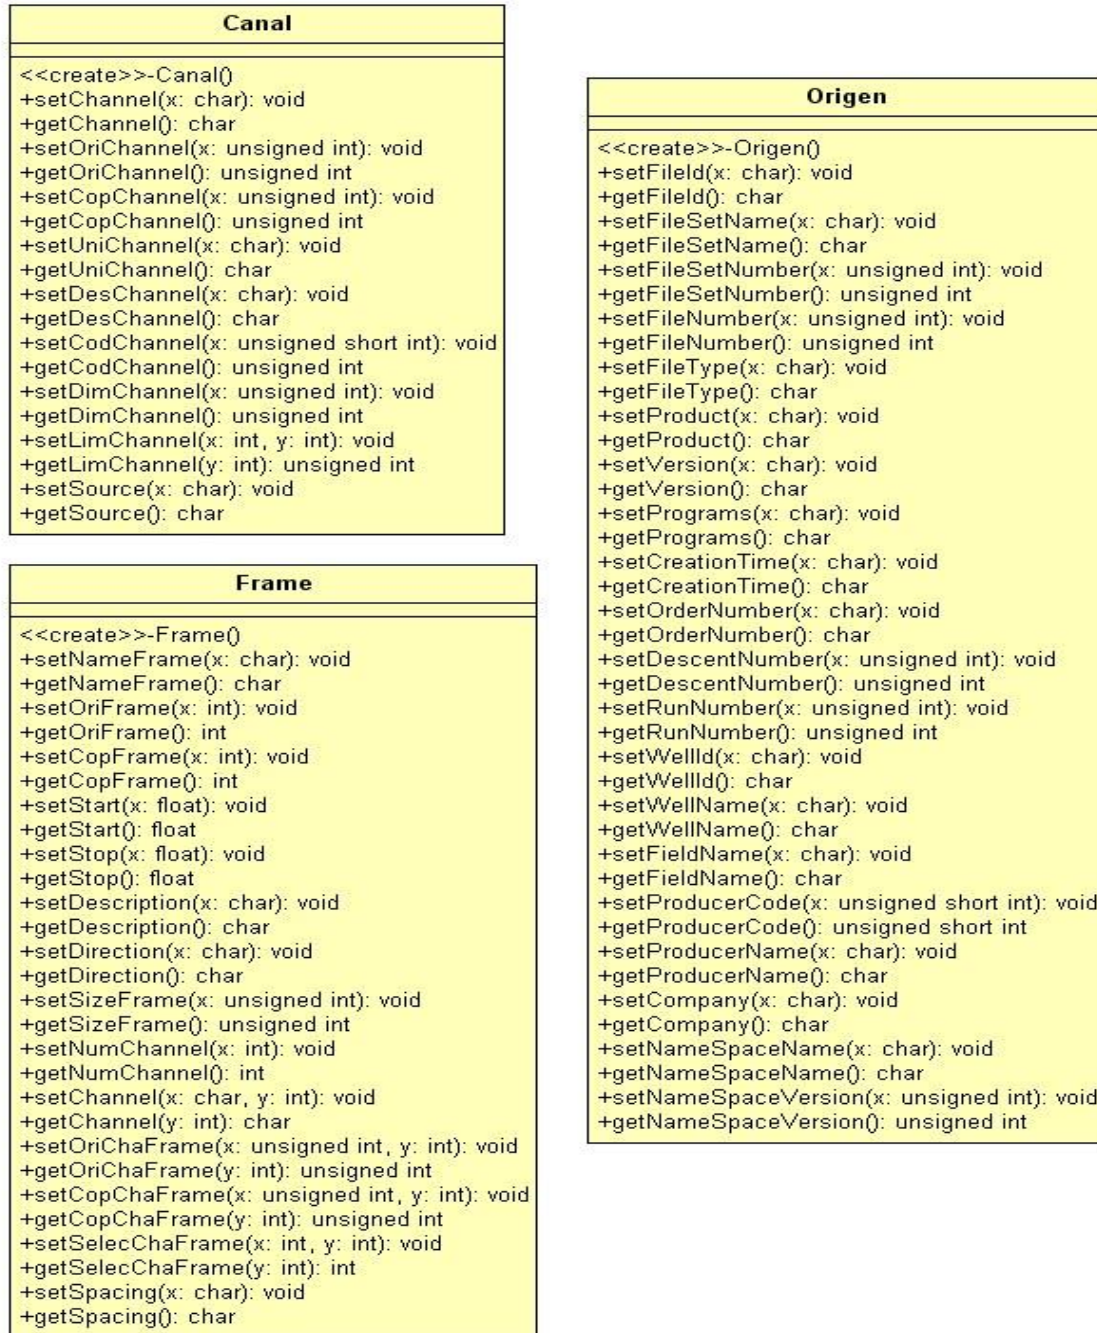 Canal
<<create>>-Canal()
+setChannel(x: char): void
+getChannel(): char
+setOriChannel(x: unsigned int): void
+getOriChannel(): unsigned int
+setCopChannel(x: unsigned int): void
+getCopChannel(): unsigned int
+setUniChannel(x: char): void
+getUniChannel(): char
+setDesChannel(x: char): void
+getDesChannel(): char
+setCodChannel(x: unsigned short int): void
+getCodChannel(): unsigned int
+setDimChannel(x: unsigned int): void
+getDimChannel(): unsigned int
+setLimChannel(x: int, y: int): void
+getLimChannel(y: int): unsigned int
+setSource(x: char): void
+getSource(): char
Frame
<<create>>-Frame()
+setNameFrame(x: char): void
+getNameFrame(): char
+setOriFrame(x: int): void
+getOriFrame(): int
+setCopFrame(x: int): void
+getCopFrame(): int
+setStart(x: float): void
+getStart(): float
+setStop(x: float): void
+getStop(): float
+setDescription(x: char): void
+getDescription(): char
+setDirection(x: char): void
+getDirection(): char
+setSizeFrame(x: unsigned int): void
+getSizeFrame(): unsigned int
+setNumChannel(x: int): void
+getNumChannel(): int
+setChannel(x: char, y: int): void
+getChannel(y: int): char
+setOriChaFrame(x: unsigned int, y: int): void
+getOriChaFrame(y: int): unsigned int
+setCopChaFrame(x: unsigned int, y: int): void
+getCopChaFrame(y: int): unsigned int
+setSelecChaFrame(x: int, y: int): void
+getSelecChaFrame(y: int): int
+setSpacing(x: char): void
+getSpacing(): char
Origen
<<create>>-Origen()
+setFileId(x: char): void
+getFileId(): char
+setFileSetName(x: char): void
+getFileSetName(): char
+setFileSetNumber(x: unsigned int): void
+getFileSetNumber(): unsigned int
+setFileNumber(x: unsigned int): void
+getFileNumber(): unsigned int
+setFileType(x: char): void
+getFileType(): char
+setProduct(x: char): void
+getProduct(): char
+setVersion(x: char): void
+getVersion(): char
+setPrograms(x: char): void
+getPrograms(): char
+setCreationTime(x: char): void
+getCreationTime(): char
+setOrderNumber(x: char): void
+getOrderNumber(): char
+setDescentNumber(x: unsigned int): void
+getDescentNumber(): unsigned int
+setRunNumber(x: unsigned int): void
+getRunNumber(): unsigned int
+setWellId(x: char): void
+getWellId(): char
+setWellName(x: char): void
+getWellName(): char
+setFieldName(x: char): void
+getFieldName(): char
+setProducerCode(x: unsigned short int): void
+getProducerCode(): unsigned short int
+setProducerName(x: char): void
+getProducerName(): char
+setCompany(x: char): void
+getCompany(): char
+setNameSpaceName(x: char): void
+getNameSpaceName(): char
+setNameSpaceVersion(x: unsigned int): void
+getNameSpaceVersion(): unsigned int